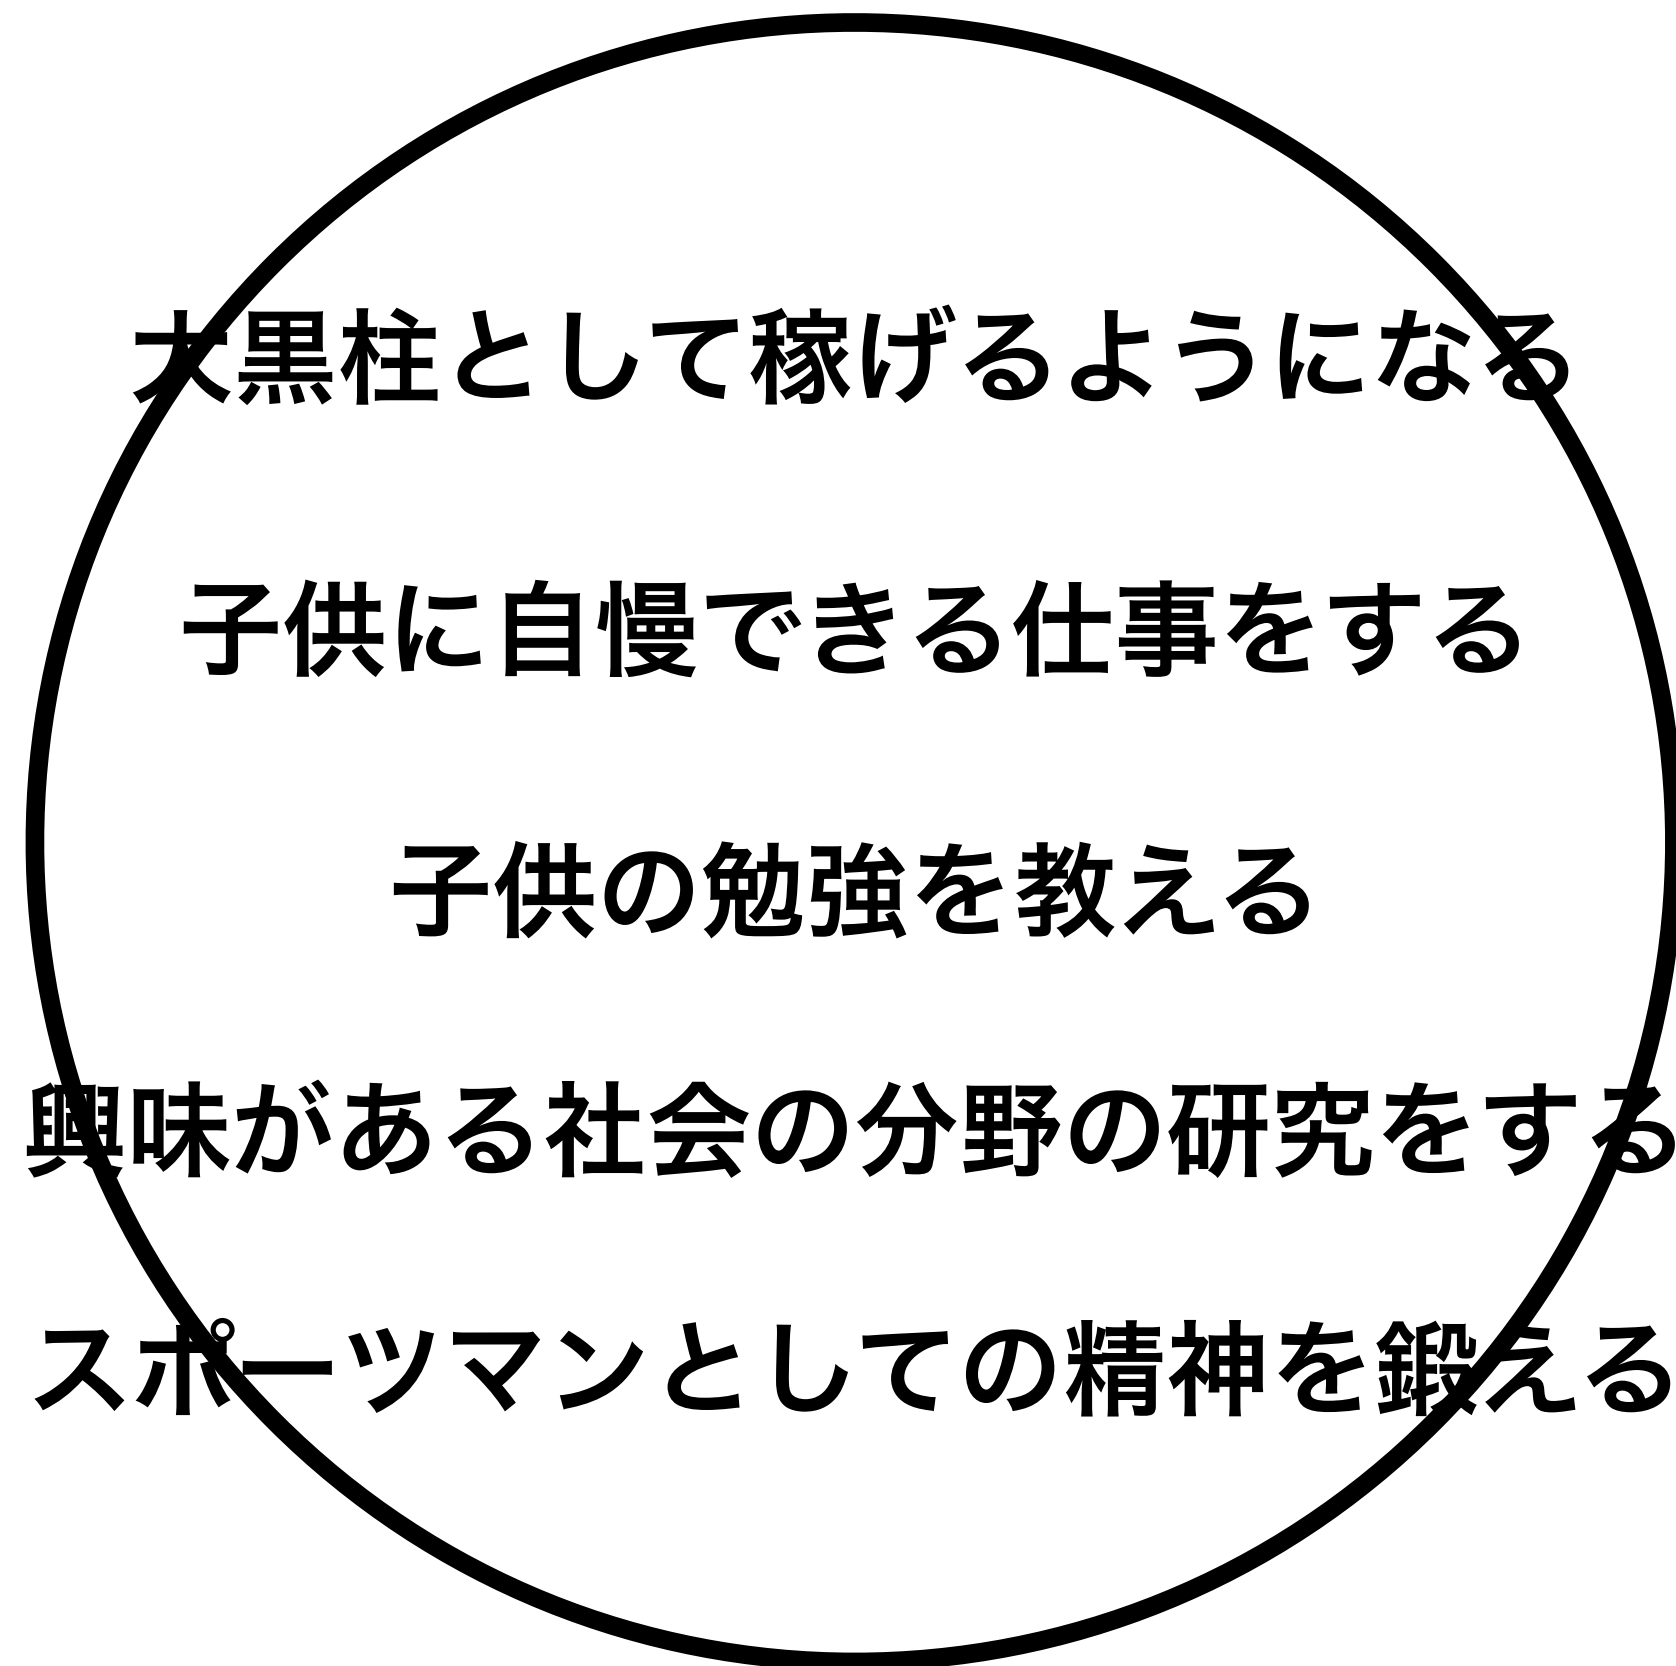 大黒柱として稼げるようになる
子供に自慢できる仕事をする
子供の勉強を教える
興味がある社会の分野の研究をする
スポーツマンとしての精神を鍛える